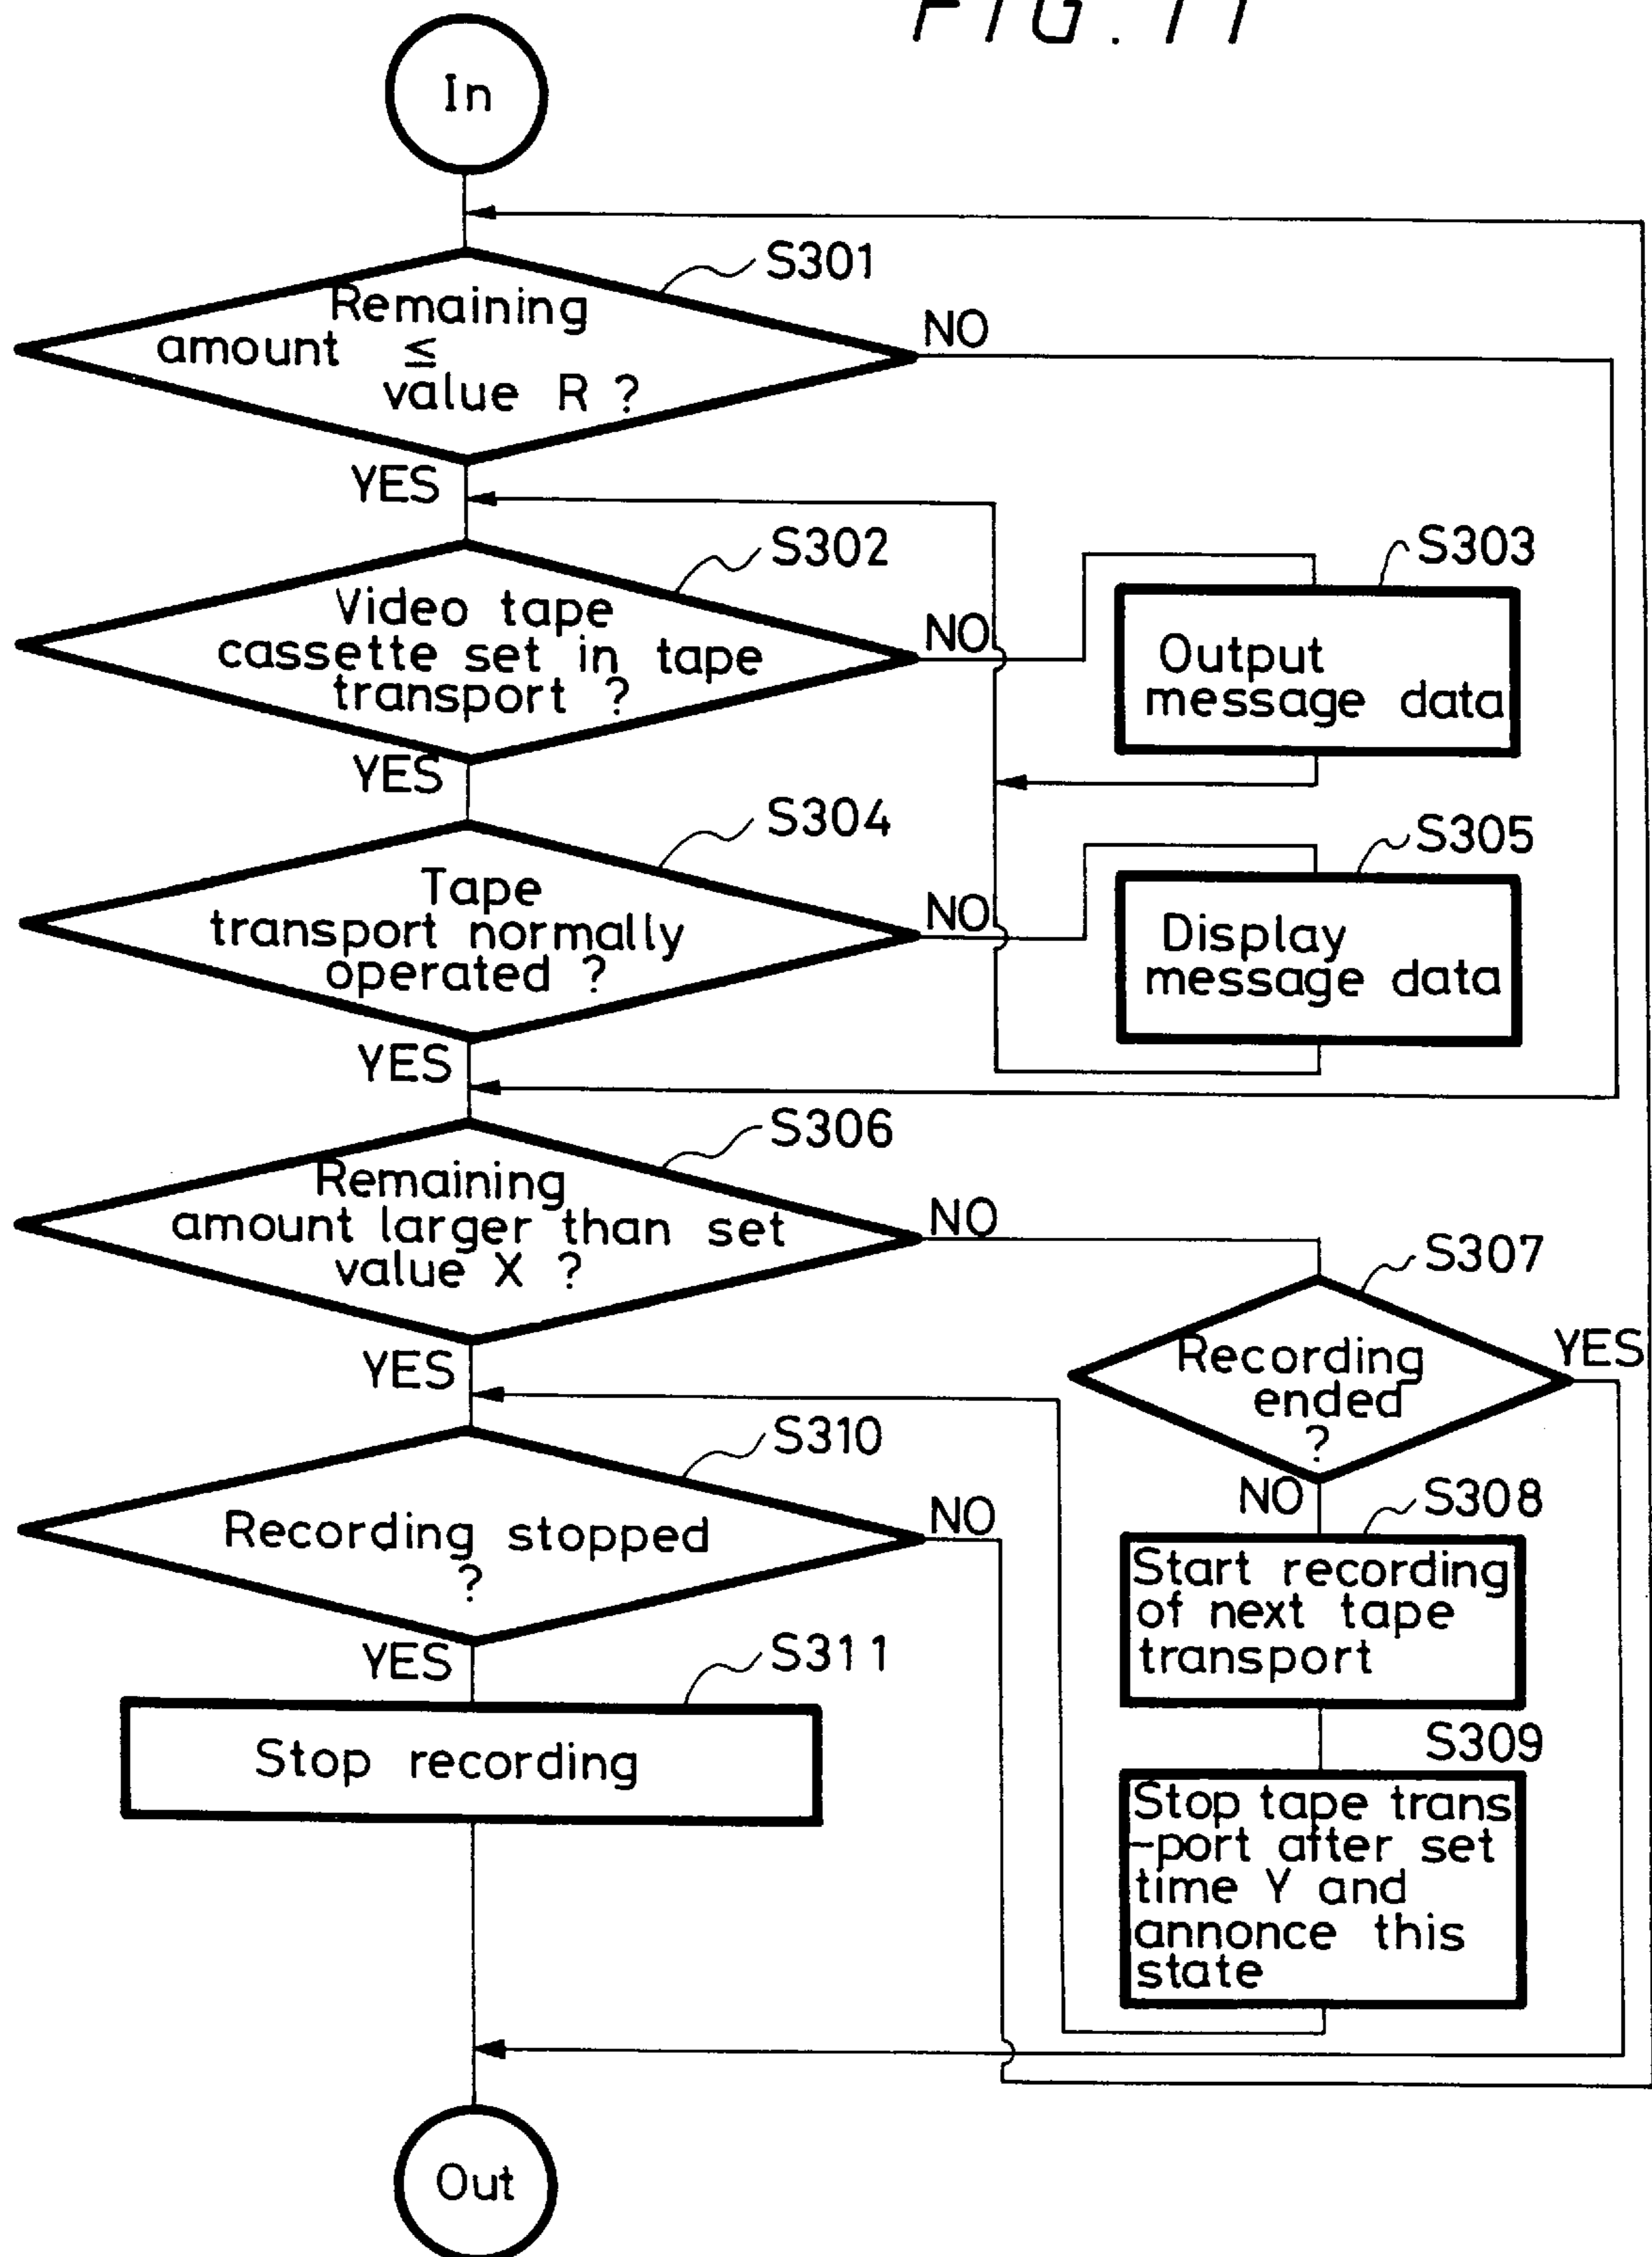 FIG. 11
In
S301
Remaining
amount ≦
value R ?
NO
YES
S302
Video tape
cassette set in tape
transport ?
NO
YES
S303
Output
message data
S304
Tape
transport normally
operated ?
NO
YES
S305
Display
message data
S306
Remaining
amount larger than set
value X ?
NO
YES
S307
Recording
ended
?
YES
NO
S310
Recording stopped
?
NO
YES
S308
Start recording
of next tape
transport
S311
Stop recording
S309
Stop tape trans
-port after set
time Y and
annonce this
state
Out